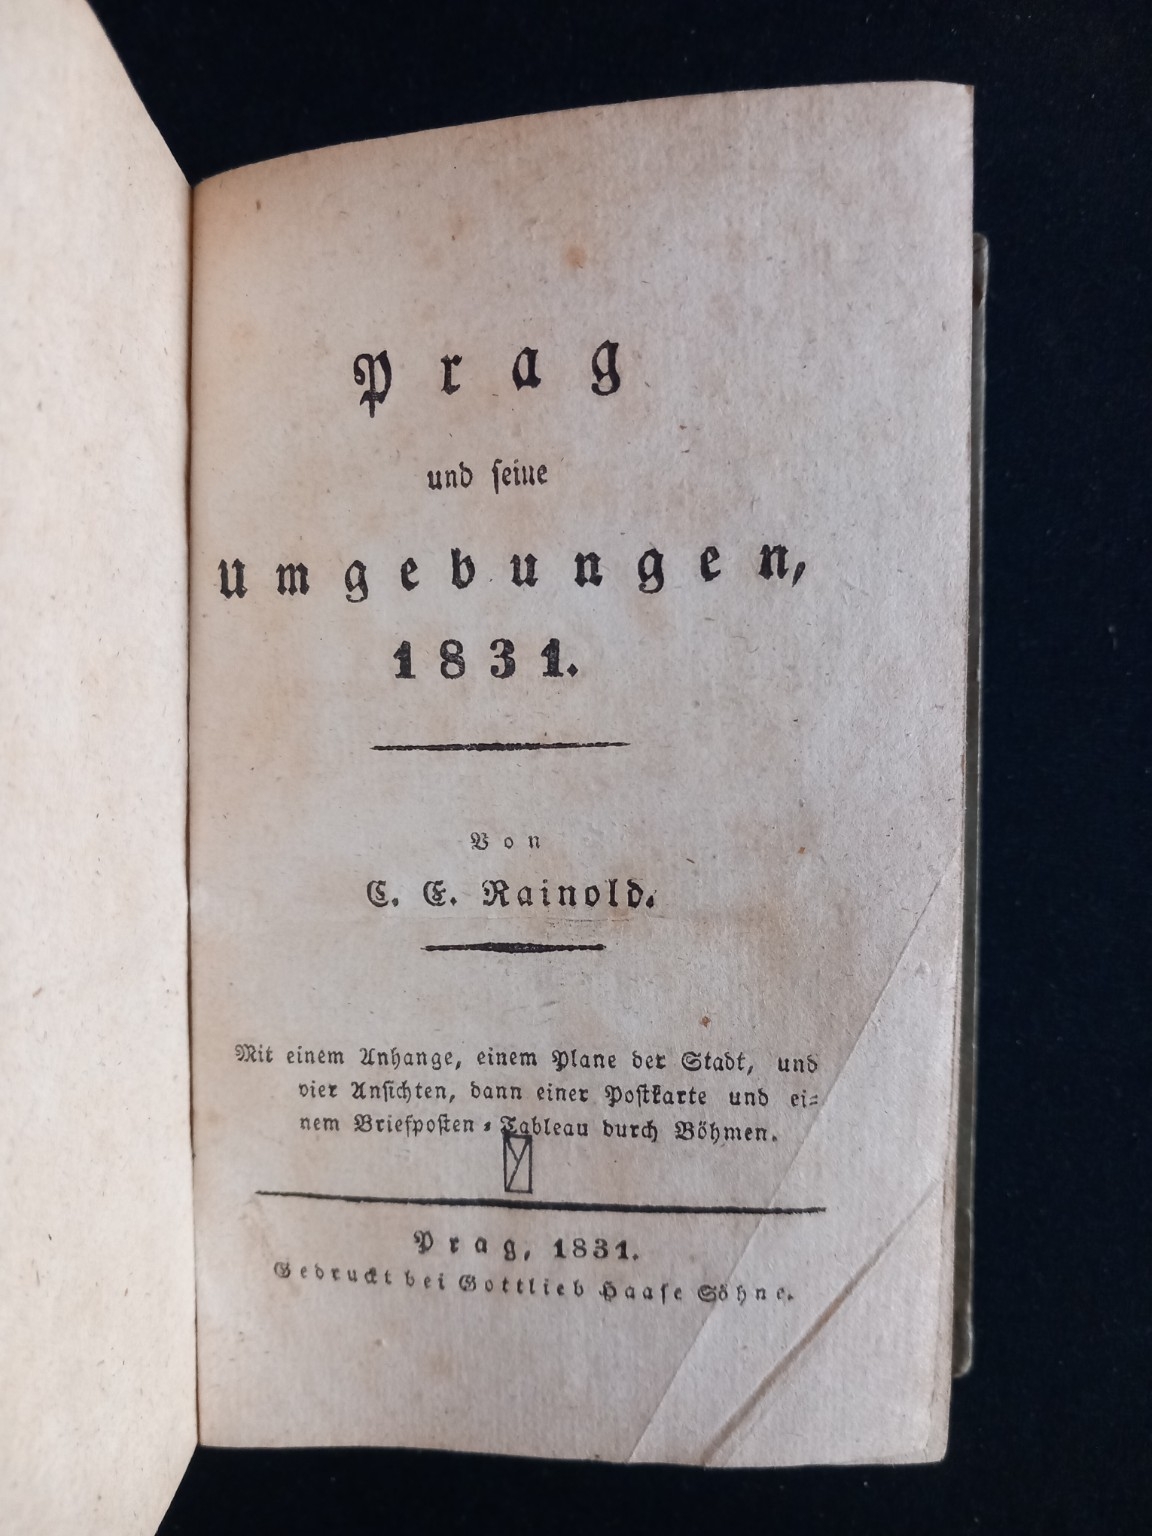 Prag
und ſeine
Umgebungen,
1831.
Von
C. E. Rainold.
Mit einem Anhange, einem Plane der Stadt, und
vier Anſichten, dann einer Poſtkarte und ei=
nem Briefpoſten=Tableau durch Böhmen.
Prag, 1831.
Gedruckt bei Gottlieb Haaſe Söhne.